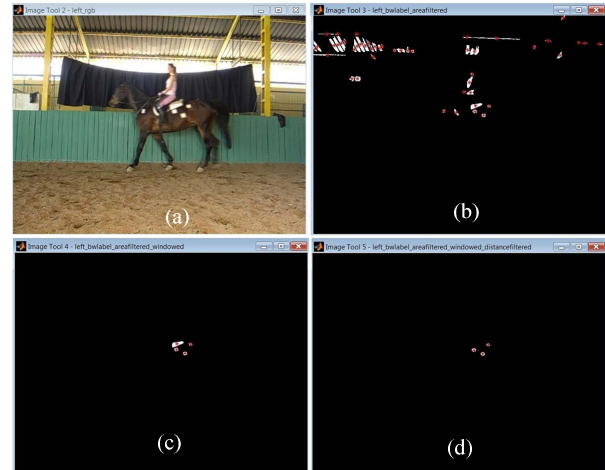 Image Tool 2 - left_rgb
(a)
Image Tool 3 - left_bwlabel_areafiltered
(b)
Image Tool 4 - left_bwlabel_areafiltered_windowed
(c)
Image Tool 5 - left_bwlabel_areafiltered_windowed_distancefiltered
(d)